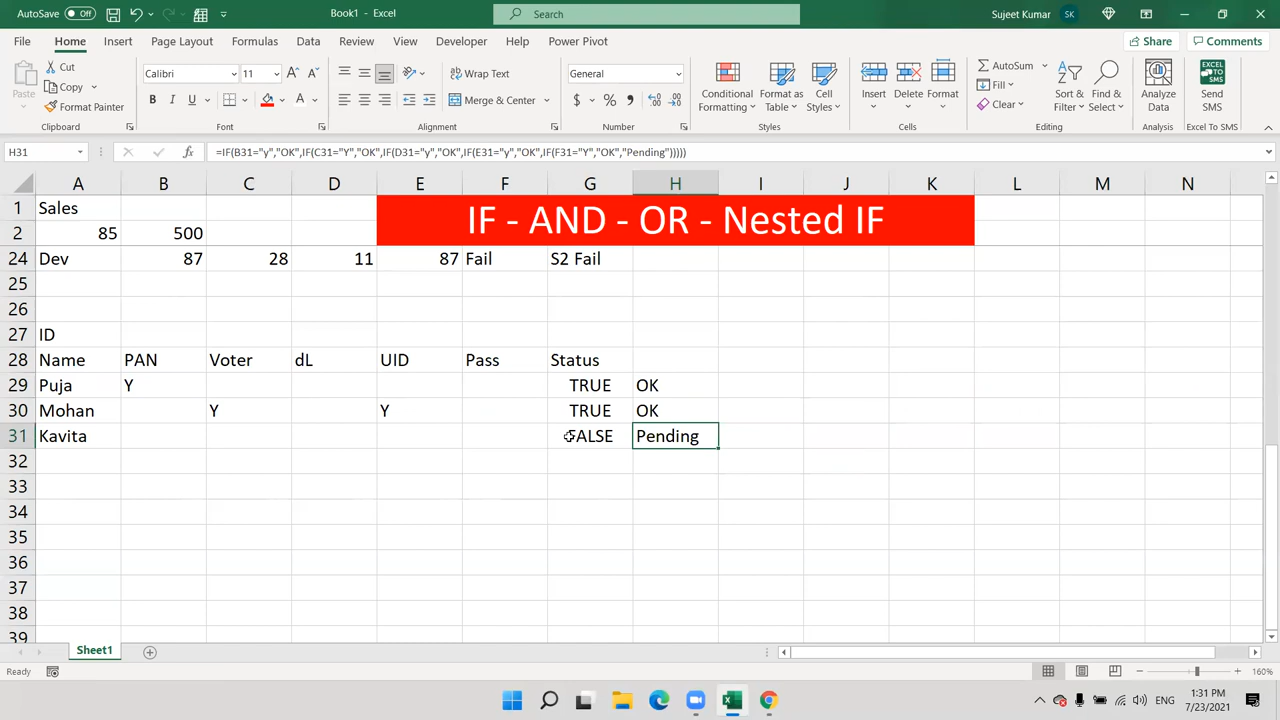 AutoSave Off Book1 - Excel Search Sujeet Kumar SK
File Home Insert Page Layout Formulas Data Review View Developer Help Power Pivot Share Comments
Paste Cut Copy Format Painter
Clipboard
Calibri 11
B I U A
Font
Wrap Text
Merge & Center
Alignment
General
$ % ,
Number
Conditional Formatting Format as Table Cell Styles
Styles
Insert Delete Format
Cells
AutoSum Fill Clear
Sort & Filter Find & Select
Editing
Analyze Data
Analysis
Excel To SMS
EXCEL TO SMS Send SMS
H31 fx =IF(B31="y","OK",IF(C31="Y","OK",IF(D31="y","OK",IF(E31="y","OK",IF(F31="Y","OK","Pending")))))
A B C D E F G H I J K L M N
1 Sales IF - AND - OR - Nested IF
2 85 500
24 Dev 87 28 11 87 Fail S2 Fail
25
26
27 ID
28 Name PAN Voter dL UID Pass Status
29 Puja Y TRUE OK
30 Mohan Y Y TRUE OK
31 Kavita FALSE Pending
32
33
34
35
36
37
38
39
Sheet1
Ready 160%
ENG 1:31 PM
7/23/2021